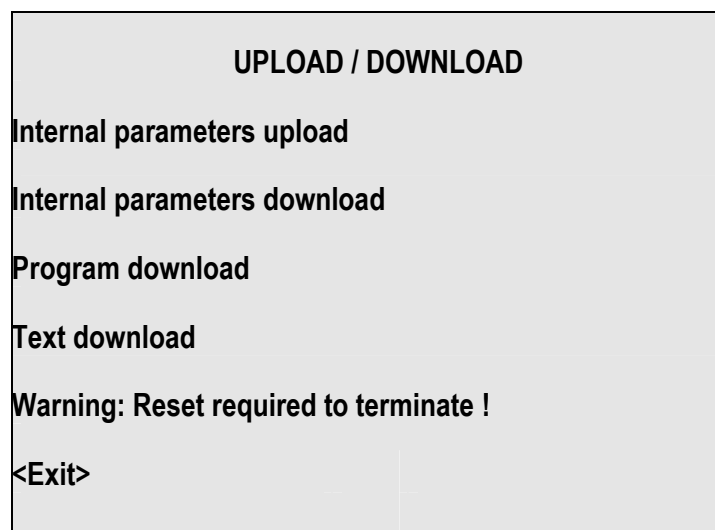 UPLOAD / DOWNLOAD
Internal parameters upload
Internal parameters download
Program download
Text download
Warning: Reset required to terminate !
<Exit>